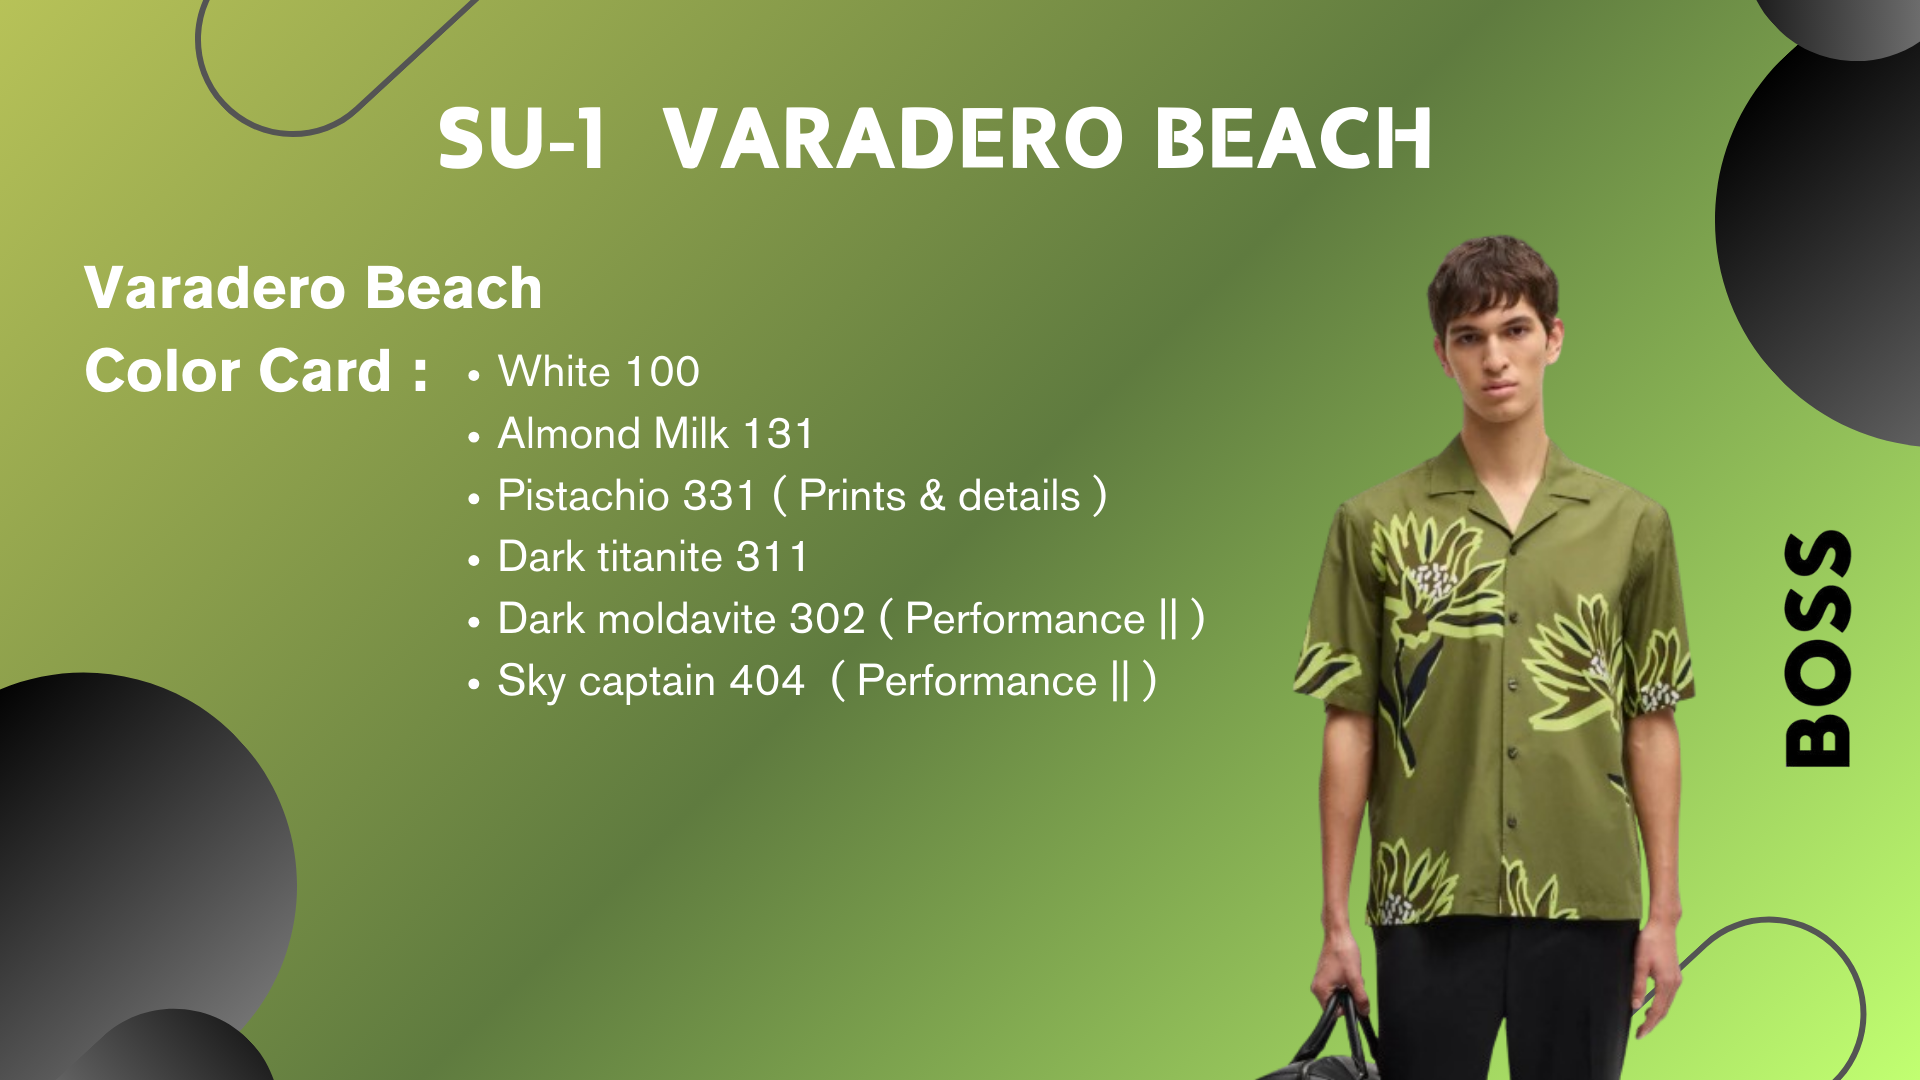 SU-1 VARADERO BEACH
Varadero Beach
Color Card :
• White 100
• Almond Milk 131
• Pistachio 331 ( Prints & details )
• Dark titanite 311
• Dark moldavite 302 ( Performance || )
• Sky captain 404 ( Performance || )
BOSS